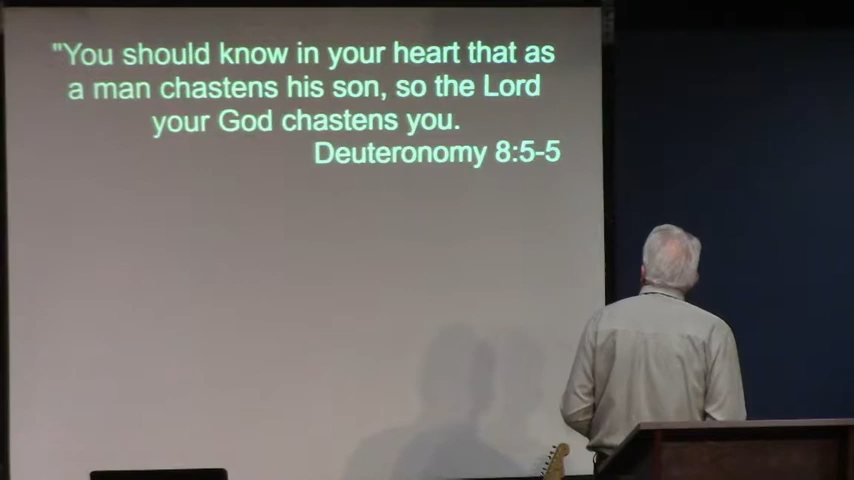 "You should know in your heart that as
a man chastens his son, so the Lord
your God chastens you.
Deuteronomy 8:5-5